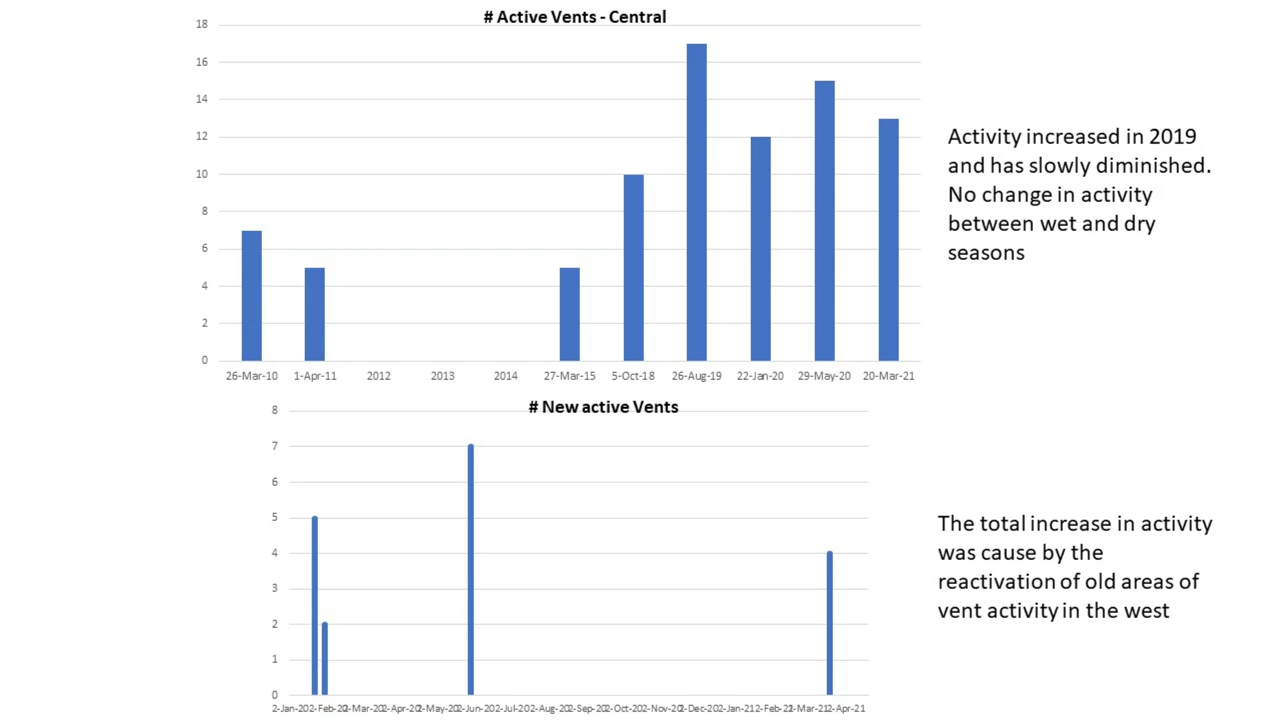 # Active Vents - Central
18
16
14
12
10
8
6
4
2
0
26-Mar-10 1-Apr-11 2012 2013 2014 27-Mar-15 5-Oct-18 26-Aug-19 22-Jan-20 29-May-20 20-Mar-21
Activity increased in 2019
and has slowly diminished.
No change in activity
between wet and dry
seasons
# New active Vents
8
7
6
5
4
3
2
1
0
The total increase in activity
was cause by the
reactivation of old areas of
vent activity in the west